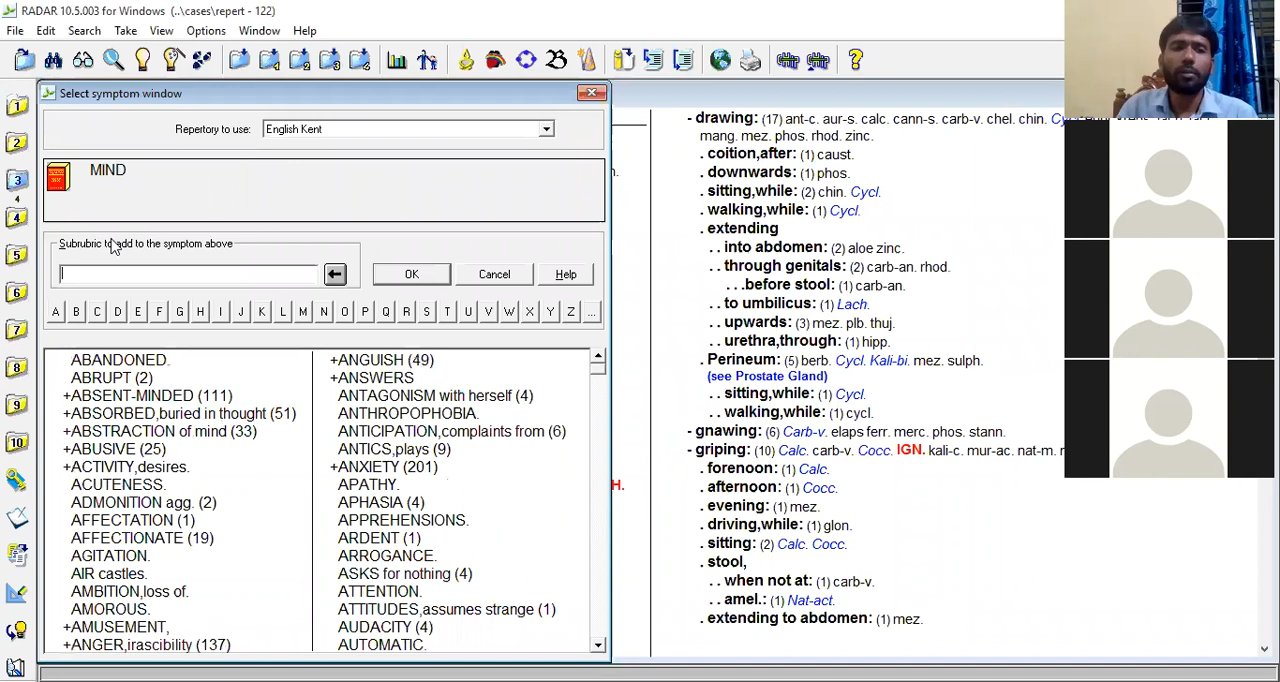 RADAR 10.5.003 for Windows (..\cases\repert - 122)
File Edit Search Take View Options Window Help
Select symptom window
Repertory to use: English Kent
MIND
Subrubric to add to the symptom above
OK Cancel Help
A B C D E F G H I J K L M N O P Q R S T U V W X Y Z ...
ABANDONED.
ABRUPT (2)
+ABSENT-MINDED (111)
+ABSORBED,buried in thought (51)
+ABSTRACTION of mind (33)
ABUSIVE (25)
+ACTIVITY,desires.
ACUTENESS.
ADMONITION agg. (2)
AFFECTATION (1)
AFFECTIONATE (19)
AGITATION.
AIR castles.
AMBITION,loss of.
AMOROUS.
+AMUSEMENT,
+ANGER,irascibility (137)
+ANGUISH (49)
+ANSWERS
ANTAGONISM with herself (4)
ANTHROPOPHOBIA.
ANTICIPATION,complaints from (6)
ANTICS,plays (9)
+ANXIETY (201)
APATHY.
APHASIA (4)
APPREHENSIONS.
ARDENT (1)
ARROGANCE.
ASKS for nothing (4)
ATTENTION.
ATTITUDES,assumes strange (1)
AUDACITY (4)
AUTOMATIC.
1
2
3
4
4
5
6
7
8
9
10
H.
- drawing: (17) ant-c. aur-s. calc. cann-s. carb-v. chel. chin.
mang. mez. phos. rhod. zinc.
. coition,after: (1) caust.
. downwards: (1) phos.
. sitting,while: (2) chin. Cycl.
. walking,while: (1) Cycl.
. extending
. . into abdomen: (2) aloe zinc.
. . through genitals: (2) carb-an. rhod.
. . .before stool: (1) carb-an.
. . to umbilicus: (1) Lach.
. . upwards: (3) mez. plb. thuj.
. . urethra,through: (1) hipp.
. Perineum: (5) berb. Cycl. Kali-bi. mez. sulph.
(see Prostate Gland)
. . sitting,while: (1) Cycl.
. . walking,while: (1) cycl.
- gnawing: (6) Carb-v. elaps ferr. merc. phos. stann.
- griping: (10) Calc. carb-v. Cocc. IGN. kali-c. mur-ac. nat-m.
. forenoon: (1) Calc.
. afternoon: (1) Cocc.
. evening: (1) mez.
. driving,while: (1) glon.
. sitting: (2) Calc. Cocc.
. stool,
. . when not at: (1) carb-v.
. . amel.: (1) Nat-act.
. extending to abdomen: (1) mez.